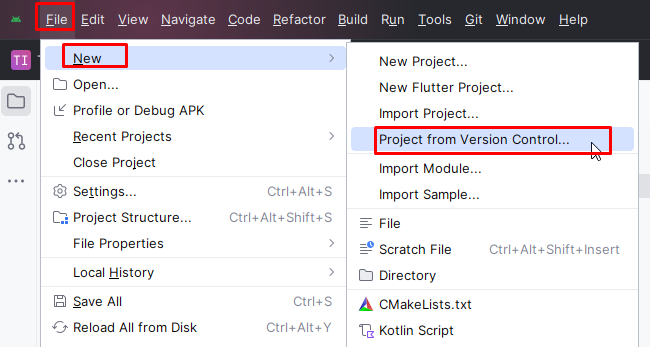 File Edit View Navigate Code Refactor Build Run Tools Git Window Help
TI
New
Open...
Profile or Debug APK
Recent Projects
Close Project
Settings... Ctrl+Alt+S
Project Structure... Ctrl+Alt+Shift+S
File Properties
Local History
Save All Ctrl+S
Reload All from Disk Ctrl+Alt+Y
New Project...
New Flutter Project...
Import Project...
Project from Version Control...
Import Module...
Import Sample...
File
Scratch File Ctrl+Alt+Shift+Insert
Directory
CMakeLists.txt
Kotlin Script